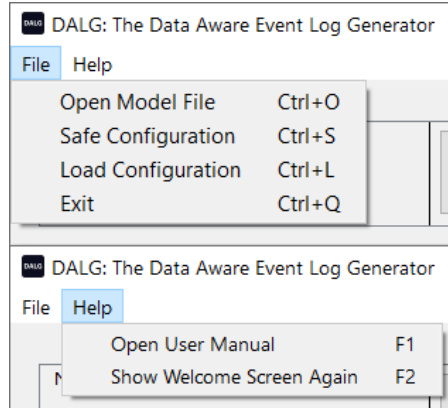 DALG DALG: The Data Aware Event Log Generator
File Help
Open Model File Ctrl+O
Safe Configuration Ctrl+S
Load Configuration Ctrl+L
Exit Ctrl+Q
DALG DALG: The Data Aware Event Log Generator
File Help
Open User Manual F1
Show Welcome Screen Again F2